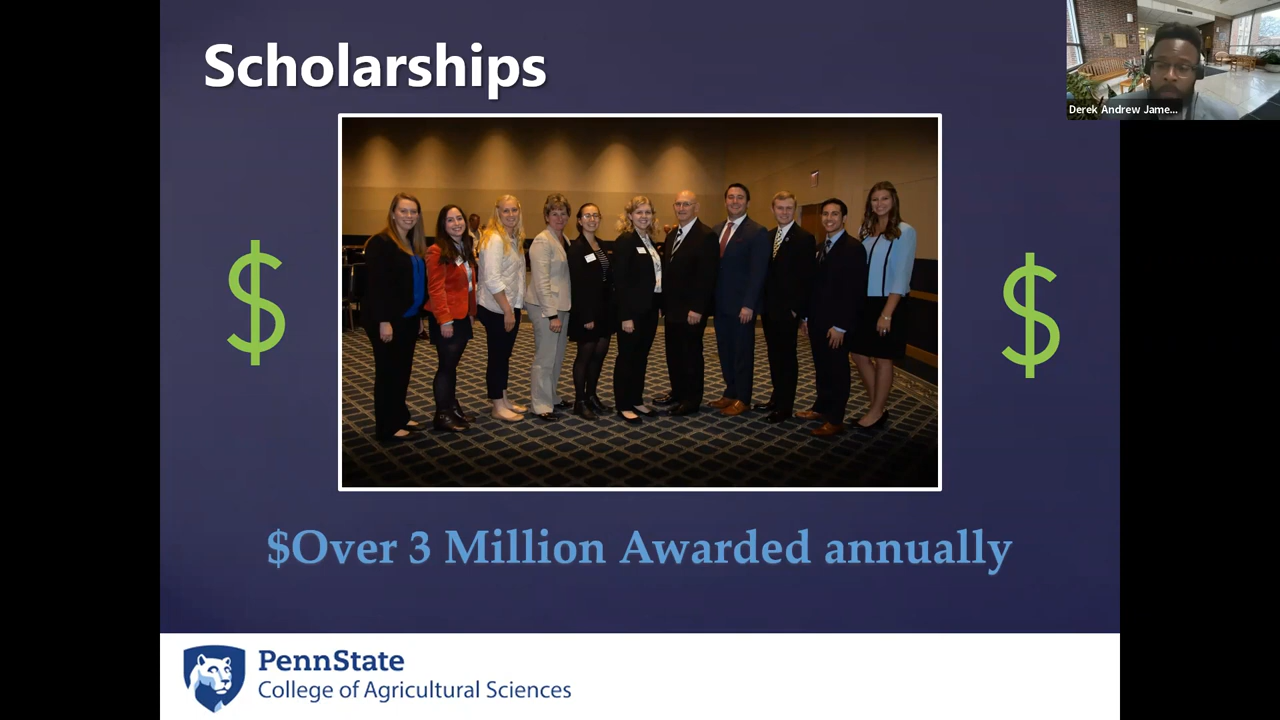 Scholarships
Derek Andrew Jame...
$
$
$Over 3 Million Awarded annually
PennState
College of Agricultural Sciences